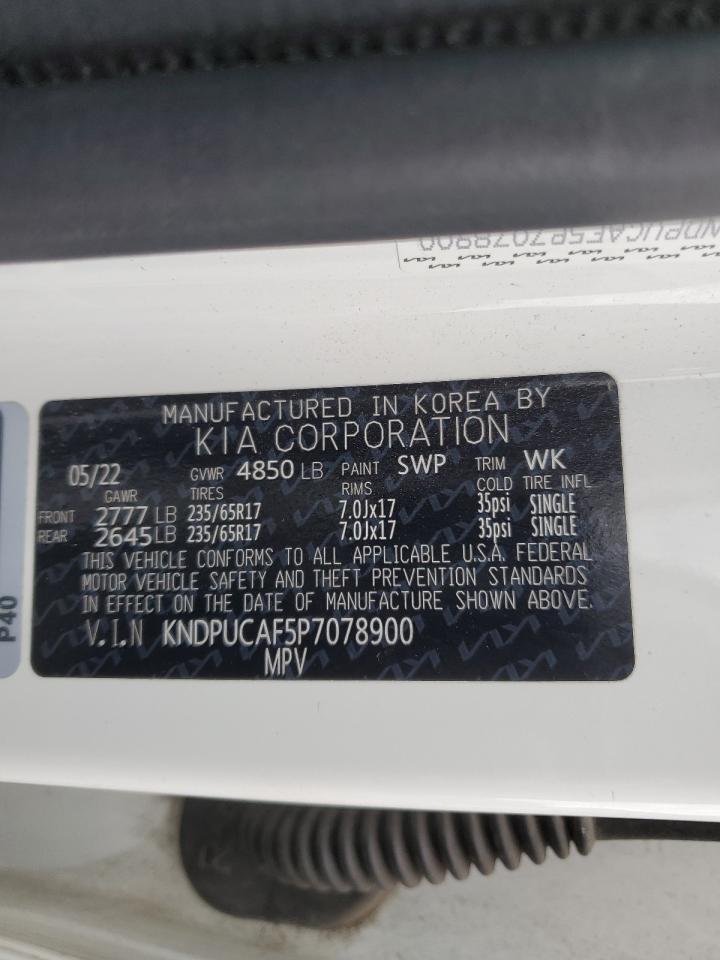 NDPUCAF5P7078900
MANUFACTURED IN KOREA BY
KIA CORPORATION
05/22 GVWR 4850 LB PAINT SWP TRIM WK
GAWR TIRES RIMS COLD TIRE INFL
FRONT 2777 LB 235/65R17 7.0Jx17 35psi SINGLE
REAR 2645 LB 235/65R17 7.0Jx17 35psi SINGLE
THIS VEHICLE CONFORMS TO ALL APPLICABLE U.S.A. FEDERAL
MOTOR VEHICLE SAFETY AND THEFT PREVENTION STANDARDS
IN EFFECT ON THE DATE OF MANUFACTURE SHOWN ABOVE.
V.I.N KNDPUCAF5P7078900
MPV
P40